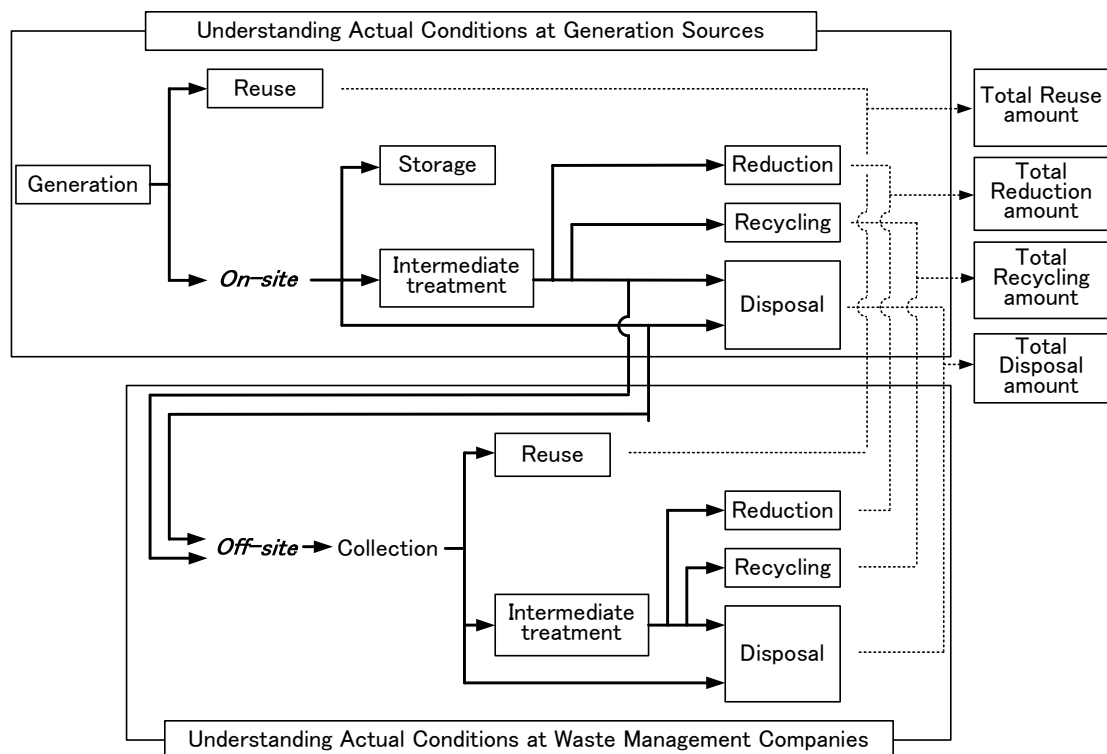 Understanding Actual Conditions at Generation Sources
Reuse
Total Reuse
amount
Generation
Storage
Reduction
Total
Reduction
amount
Recycling
On-site
Intermediate
treatment
Disposal
Total
Recycling
amount
Total
Disposal
amount
Reuse
Reduction
Off-site
Collection
Recycling
Intermediate
treatment
Disposal
Understanding Actual Conditions at Waste Management Companies